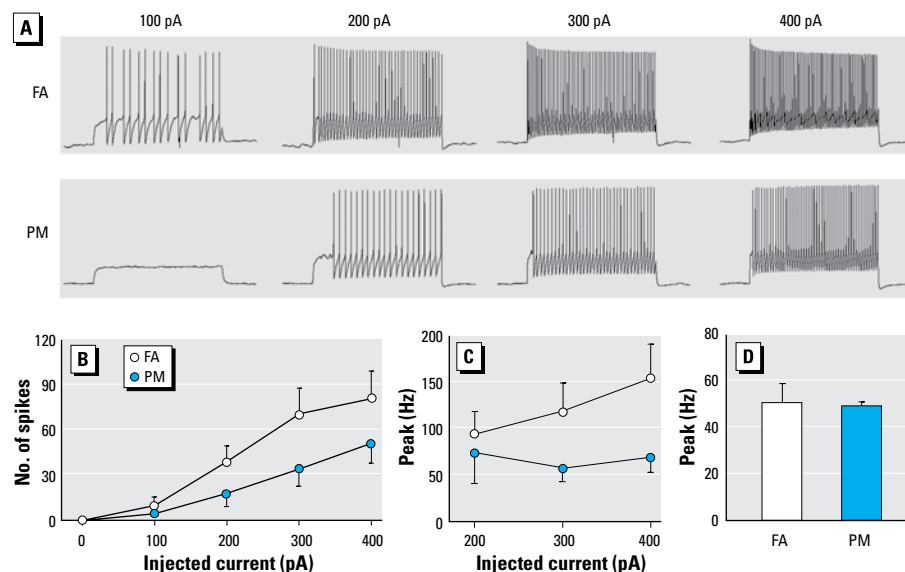 A
100 pA
200 pA
300 pA
400 pA
FA
PM
B
FA
PM
No. of spikes
120
90
60
30
0
0
100
200
300
400
Injected current (pA)
C
Peak (Hz)
200
150
100
50
0
200
300
400
Injected current (pA)
D
Peak (Hz)
80
60
40
20
0
FA
PM